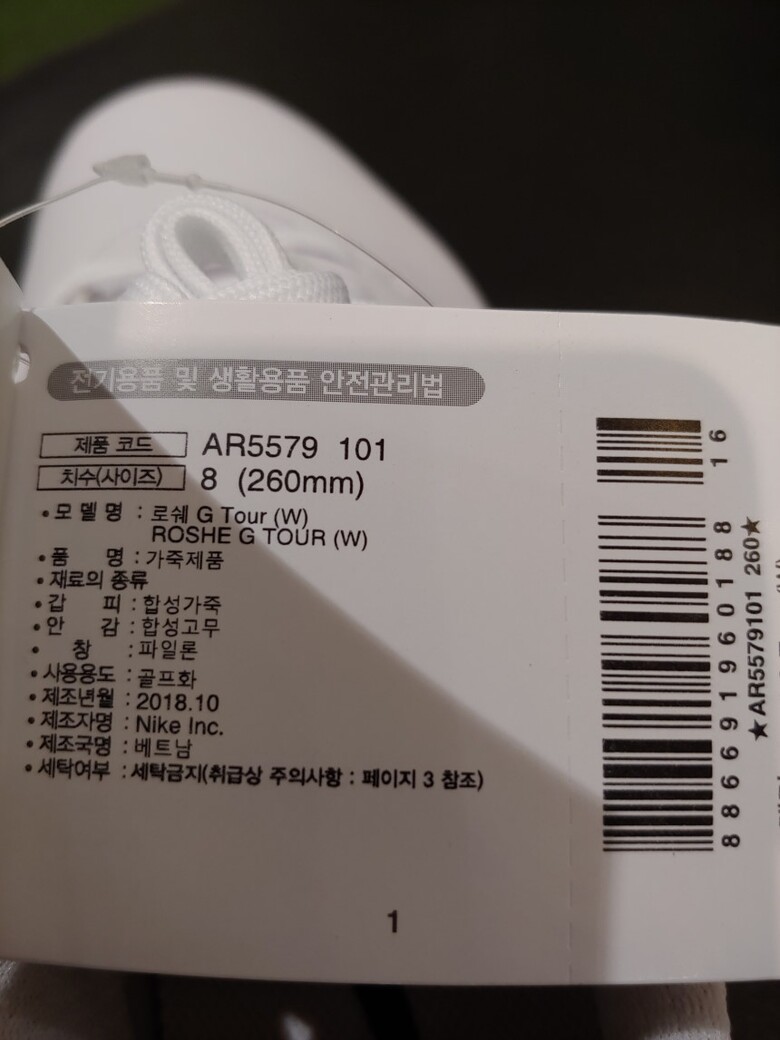 전기용품 및 생활용품 안전관리법
제품 코드 AR5579 101
치수(사이즈) 8 (260mm)
• 모 델 명 : 로쉐 G Tour (W)
ROSHE G TOUR (W)
• 품 명 : 가죽제품
• 재료의 종류
• 갑 피 : 합성가죽
• 안 감 : 합성고무
• 창 : 파일론
• 사용용도 : 골프화
• 제조년월 : 2018.10
• 제조자명 : Nike Inc.
• 제조국명 : 베트남
• 세탁여부 : 세탁금지(취급상 주의사항 : 페이지 3 참조)
1
886691960188
16
★AR5579101 260★